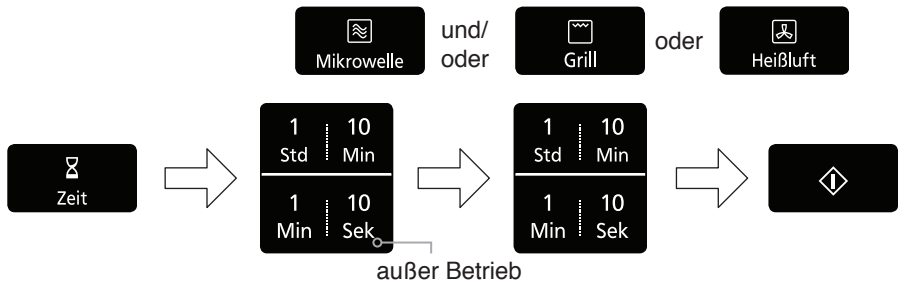 Mikrowelle
und/
oder
Grill
oder
Heißluft
Zeit
1 10
Std Min
1 10
Min Sek
1 10
Std Min
1 10
Min Sek
außer Betrieb